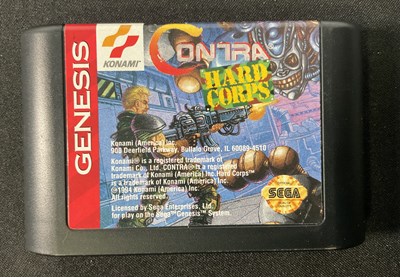 GENESIS
KONAMI
CONTRA
HARD
CORPS
Konami (America) Inc.
900 Deerfield Parkway, Buffalo Grove, IL 60089-4510
Konami® is a registered trademark of
Konami Co., Ltd. CONTRA® is a registered
trademark of Konami (America) Inc. Hard Corps™
is a trademark of Konami (America) Inc.
©1994 Konami (America) Inc.
All rights reserved.
Licensed by Sega Enterprises, Ltd.
for play on the Sega™ Genesis™ System.
SEGA